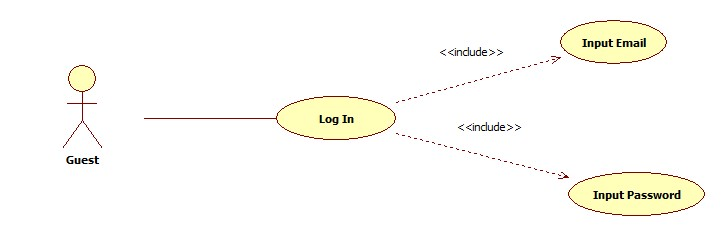 Input Email
<<include>>
Log In
<<include>>
Guest
Input Password